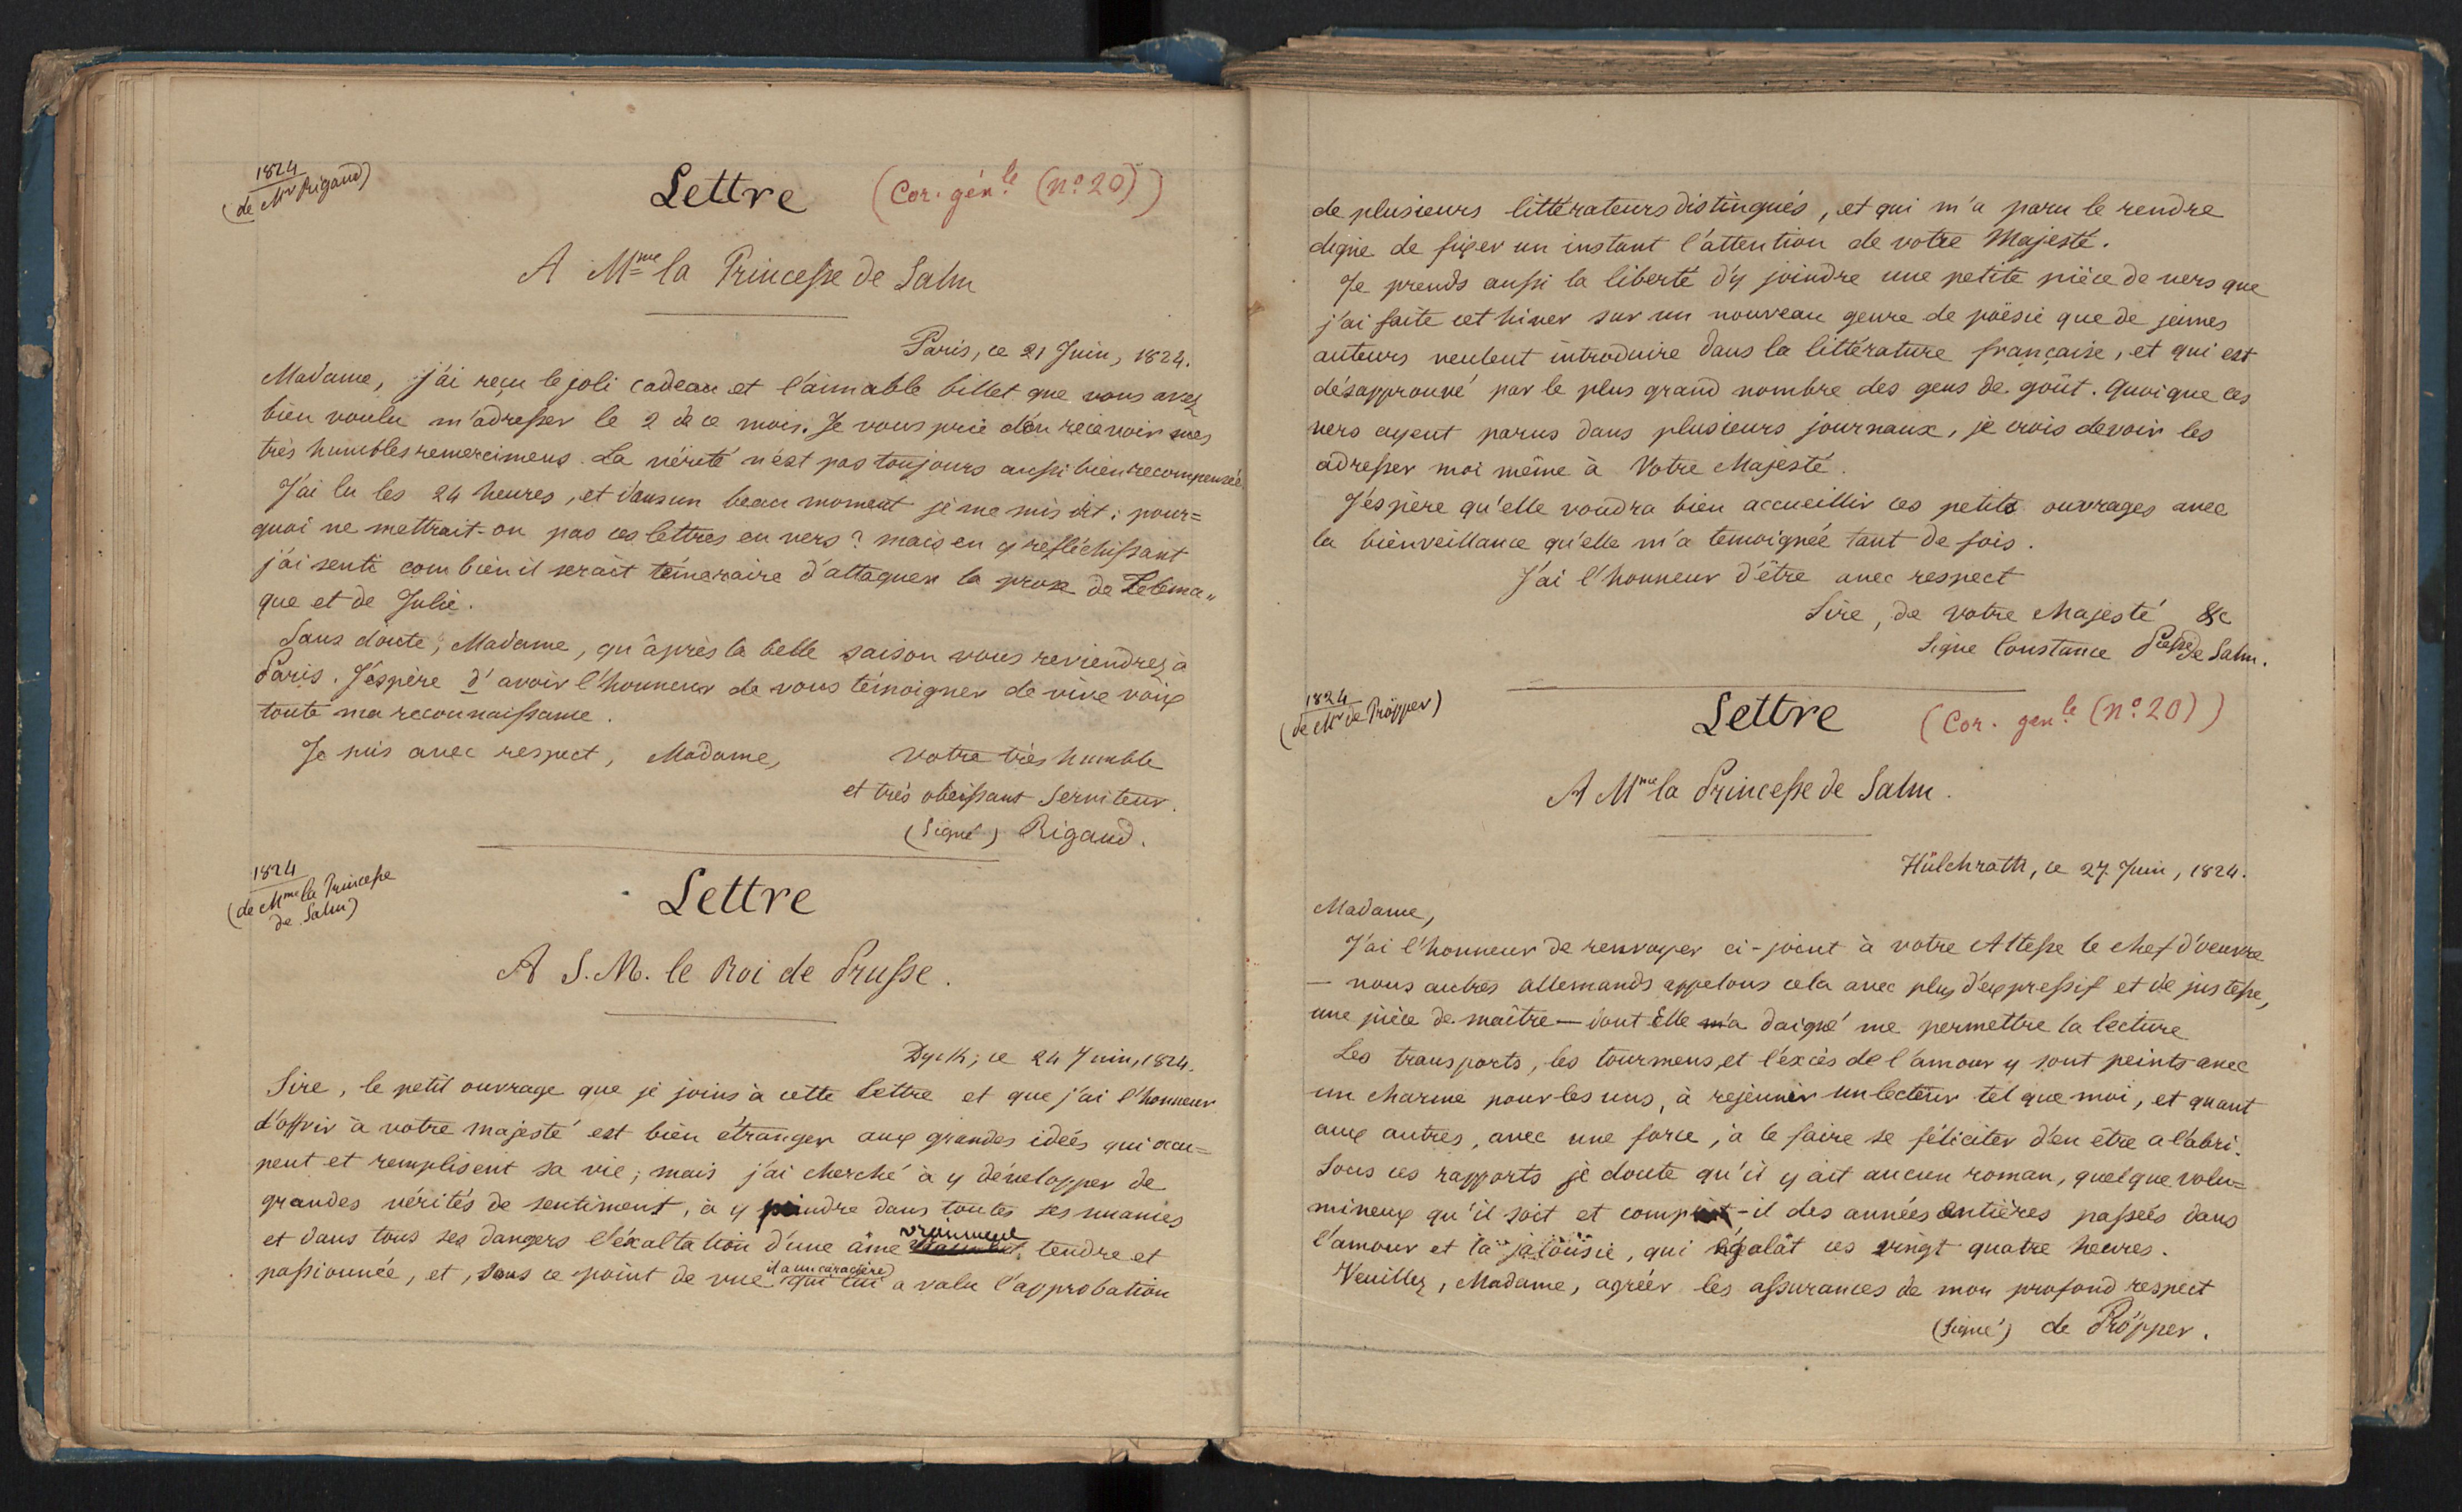 1824
(de Mr Rigaud)
Lettre (Cor. génle (no 20))
A Mme la Princesse de Salm
Paris, ce 21 Juin, 1824.
Madame, j'ai reçu le joli cadeau et l'aimable billet que vous avez
bien voulu m'adresser le 2 de ce mois. Je vous prie d'en recevoir mes
très humbles remercimens. La vérité n'est pas toujours aussi bien recompensée.
J'ai lu les 24 heures, et dans un beau moment je me suis dit: pour=
quoi ne mettrait-on pas ces lettres en vers? mais en y reflêchissant
j'ai senti combien il serait témeraire d'attaquer la prose de Télema„
que et de Julie.
Sans doute, Madame, qu'après la belle saison vous reviendrez à
Paris. J'éspère d'avoir l'honneur de vous témoigner de vive voix
toute ma reconnaissance.
Je suis avec respect, Madame, votre très humble
et très obéissant Serviteur.
(Signé) Rigaud.
1824
(de Mme la Princesse
de Salm)
Lettre
A S. M. le Roi de Prusse.
Dyck, ce 24 Juin, 1824.
Sire, le petit ouvrage que je joins à cette lettre et que j'ai l'honneur
d'offrir à votre majesté est bien étranger aux grandes idées qui occu=
pent et remplisent sa vie; mais j'ai cherché à y développer de
grandes vérités de sentiment, à y peindre dans toutes ses nuances
et dans tous ses dangers l'éxaltation d'une âme vraiment tendre et
passionnée, et, sous ce point de vue il a un caractère qui lui a valu l'approbation
de plusieurs littérateurs distingués, et qui m'a paru le rendre
digne de fixer un instant l'attention de votre Majesté.
Je prends aussi la liberté d'y joindre une petite pièce de vers que
j'ai faite cet hiver sur un nouveau genre de poësie que de jeunes
auteurs veulent introduire dans la littérature française, et qui est
désapprouvé par le plus grand nombre des gens de goût. Quoique ces
vers ayent parus dans plusieurs journaux, je crois devoir les
adresser moi même à Votre Majesté.
J'éspère qu'elle voudra bien accueillir ces petits ouvrages avec
la bienveillance qu'elle m'a temoignée tant de fois.
J'ai l'honneur d'être avec respect
Sire, de votre Majesté &c
Signé Constance Pcesse de Salm.
1824
(de Mr de Pröpper)
Lettre (Cor. genle (no 20))
A Mme la Princesse de Salm.
Hülchrath, ce 27 Juin, 1824.
Madame,
J'ai l'honneur de renvoyer ci-joint à votre Altesse le chef d'oeuvre
— nous autres allemands appelons cela avec plus d'expressif et de justesse,
une pièce de maître — dont Elle m'a daigné me permettre la lecture
Les transports, les tourmens, et l'excès de l'amour y sont peints avec
un charme pour les uns, à rejeunir un lecteur tel que moi, et quant
aux autres, avec une force, à le faire se féliciter d'en être a l'abri.
Sous ces rapports je doute qu'il y ait aucun roman, quelque volu=
mineux qu'il soit et -il des années entières passées dans
l'amour et la jalousie, qui égalât ces vingt quatre heures.
Veuillez, Madame, agréer les assurances de mon profond respect
(signé) de Pröpper.